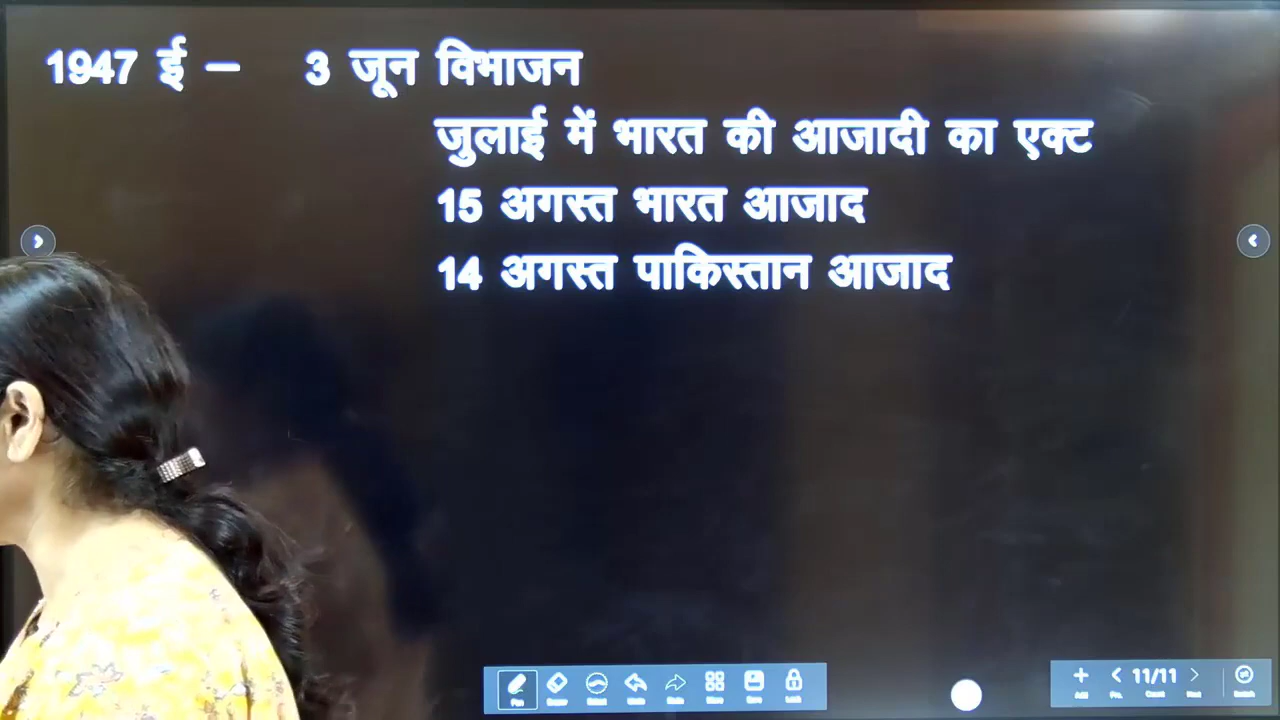 1947 ई – 3 जून विभाजन
जुलाई में भारत की आजादी का एक्ट
15 अगस्त भारत आजाद
14 अगस्त पाकिस्तान आजाद
11/11